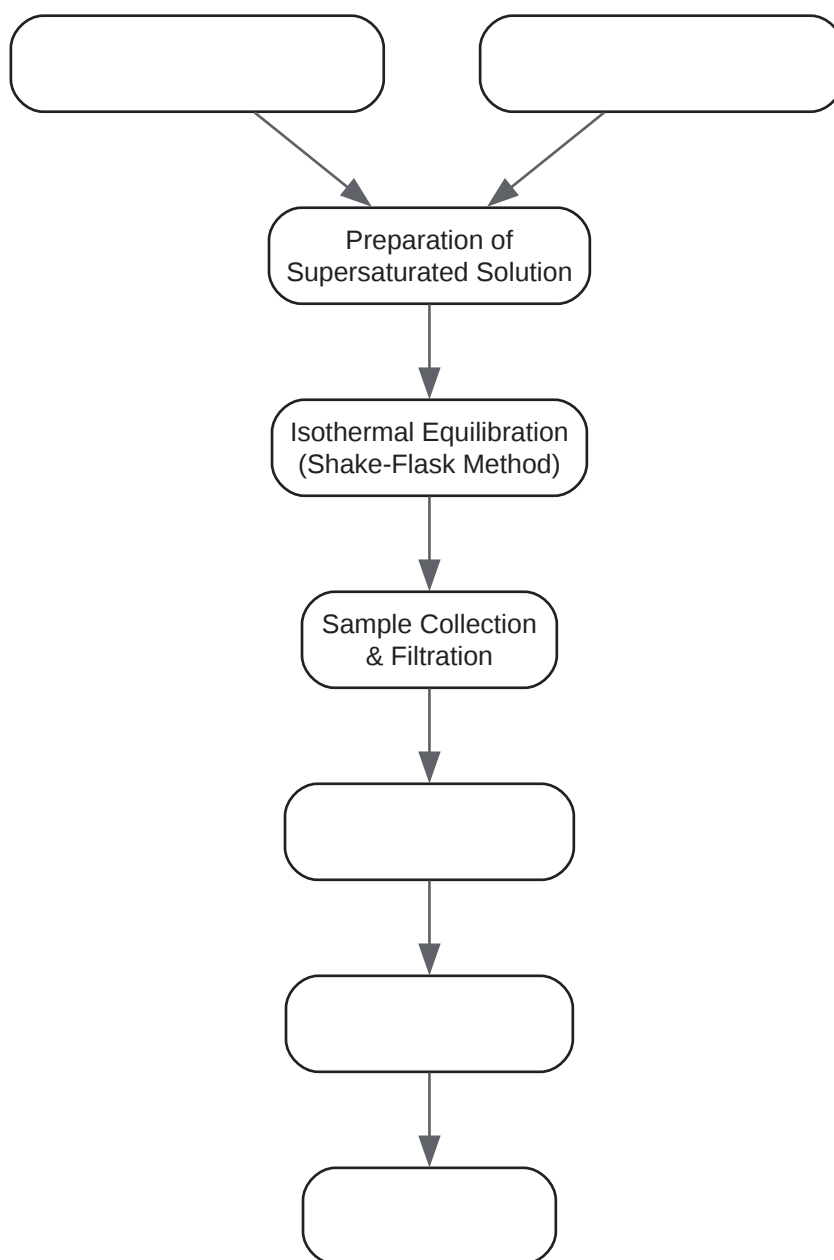 Preparation of
Supersaturated Solution
Isothermal Equilibration
(Shake-Flask Method)
Sample Collection
& Filtration